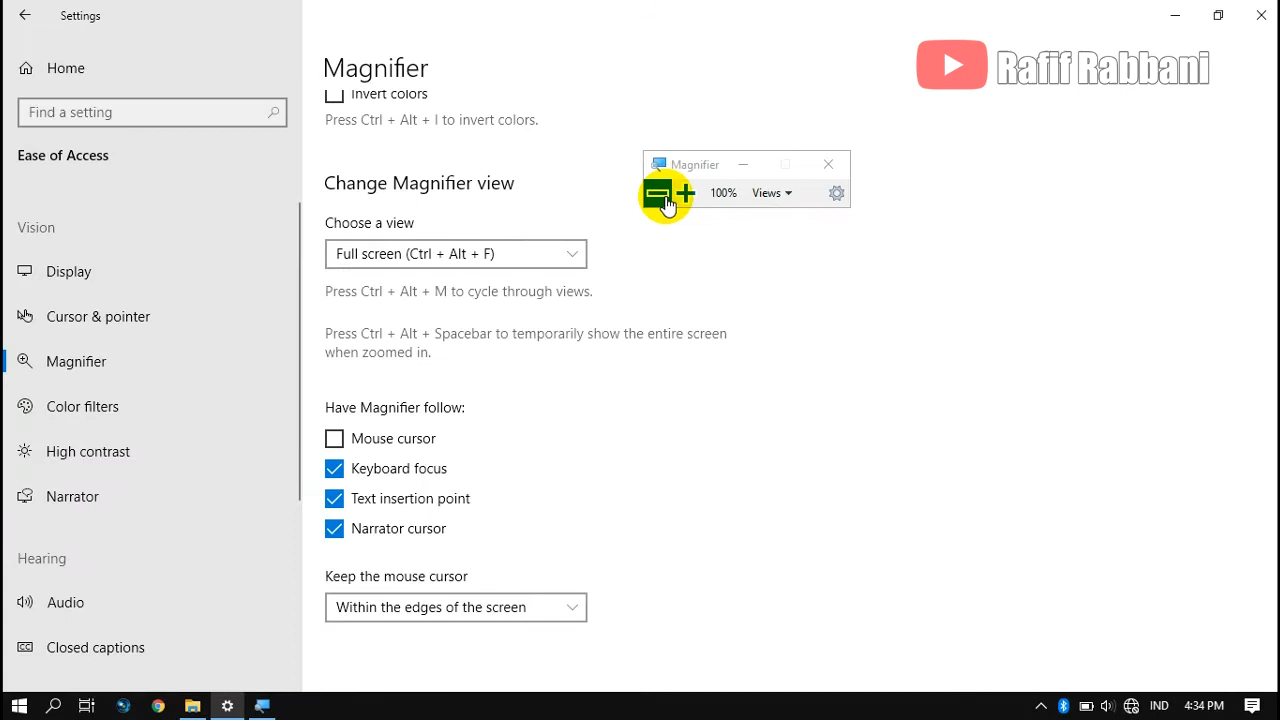 Settings
Home
Find a setting
Ease of Access
Vision
Display
Cursor & pointer
Magnifier
Color filters
High contrast
Narrator
Hearing
Audio
Closed captions
Magnifier
Invert colors
Press Ctrl + Alt + I to invert colors.
Change Magnifier view
Choose a view
Full screen (Ctrl + Alt + F)
Press Ctrl + Alt + M to cycle through views.
Press Ctrl + Alt + Spacebar to temporarily show the entire screen
when zoomed in.
Have Magnifier follow:
Mouse cursor
Keyboard focus
Text insertion point
Narrator cursor
Keep the mouse cursor
Within the edges of the screen
Rafif Rabbani
Magnifier
100% Views
IND 4:34 PM